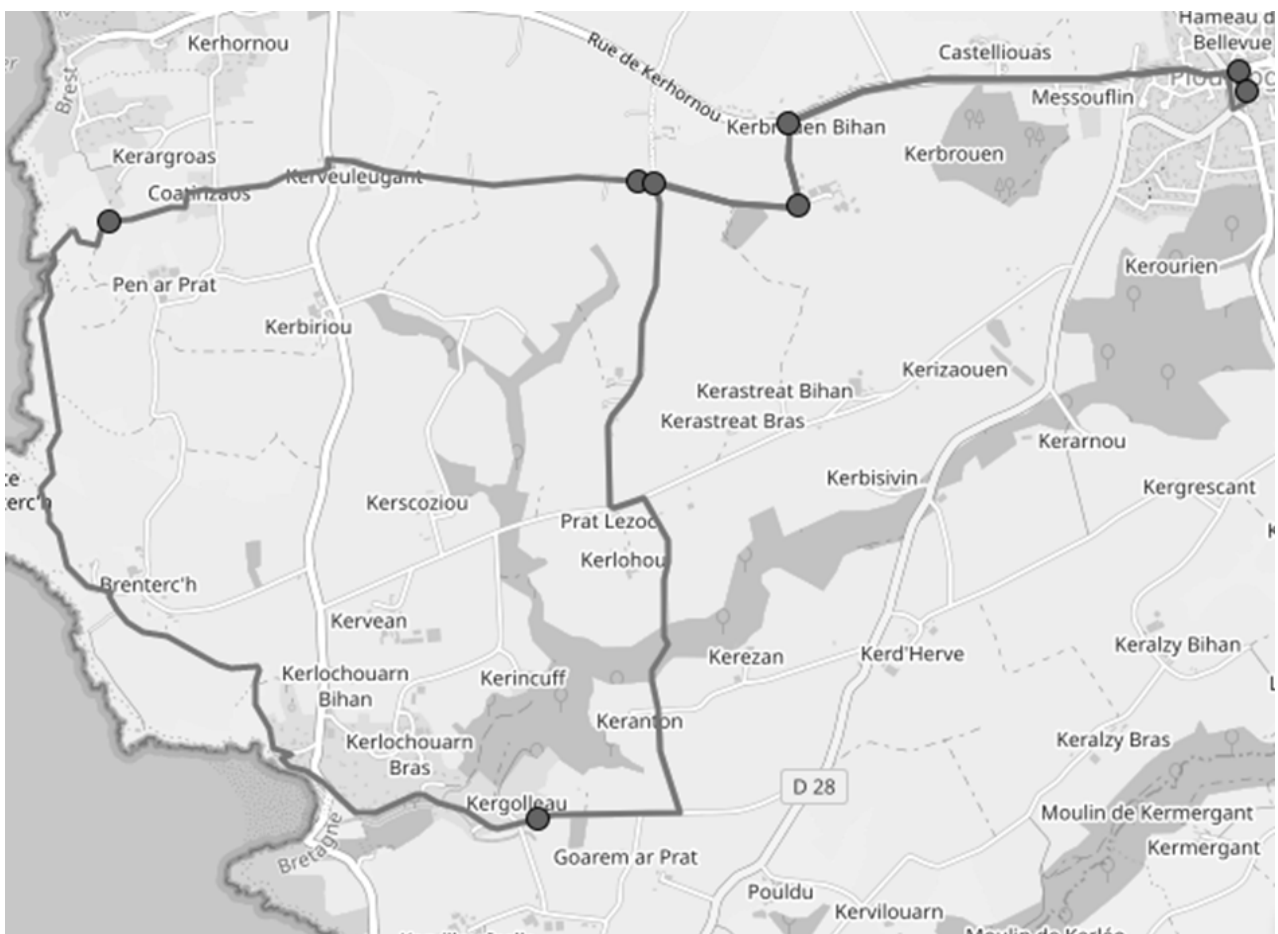 Hameau d
Bellevue
Kerhornou
Rue de Kerhornou
Castelliouas
Brest
Messouflin
Kerbrouen Bihan
Kerbrouen
Kerargroas
Kerveuleugant
Coatinzaos
Kerourien
Pen ar Prat
Kerbiriou
Kerizaouen
Kerastreat Bihan
Kerastreat Bras
Kerarnou
Kerbisivin
Kergrescant
erc'h
Kerscoziou
Prat Lezoc
Kerlohou
Brenterc'h
Kervean
Keralzy Bihan
Kerezan
Kerd'Herve
Kerlochouarn
Bihan
Kerincuff
Keranton
Kerlochouarn
Bras
Keralzy Bras
D 28
Kergolleau
Moulin de Kermergant
Bretagne
Kermergant
Goarem ar Prat
Pouldu
Kervilouarn